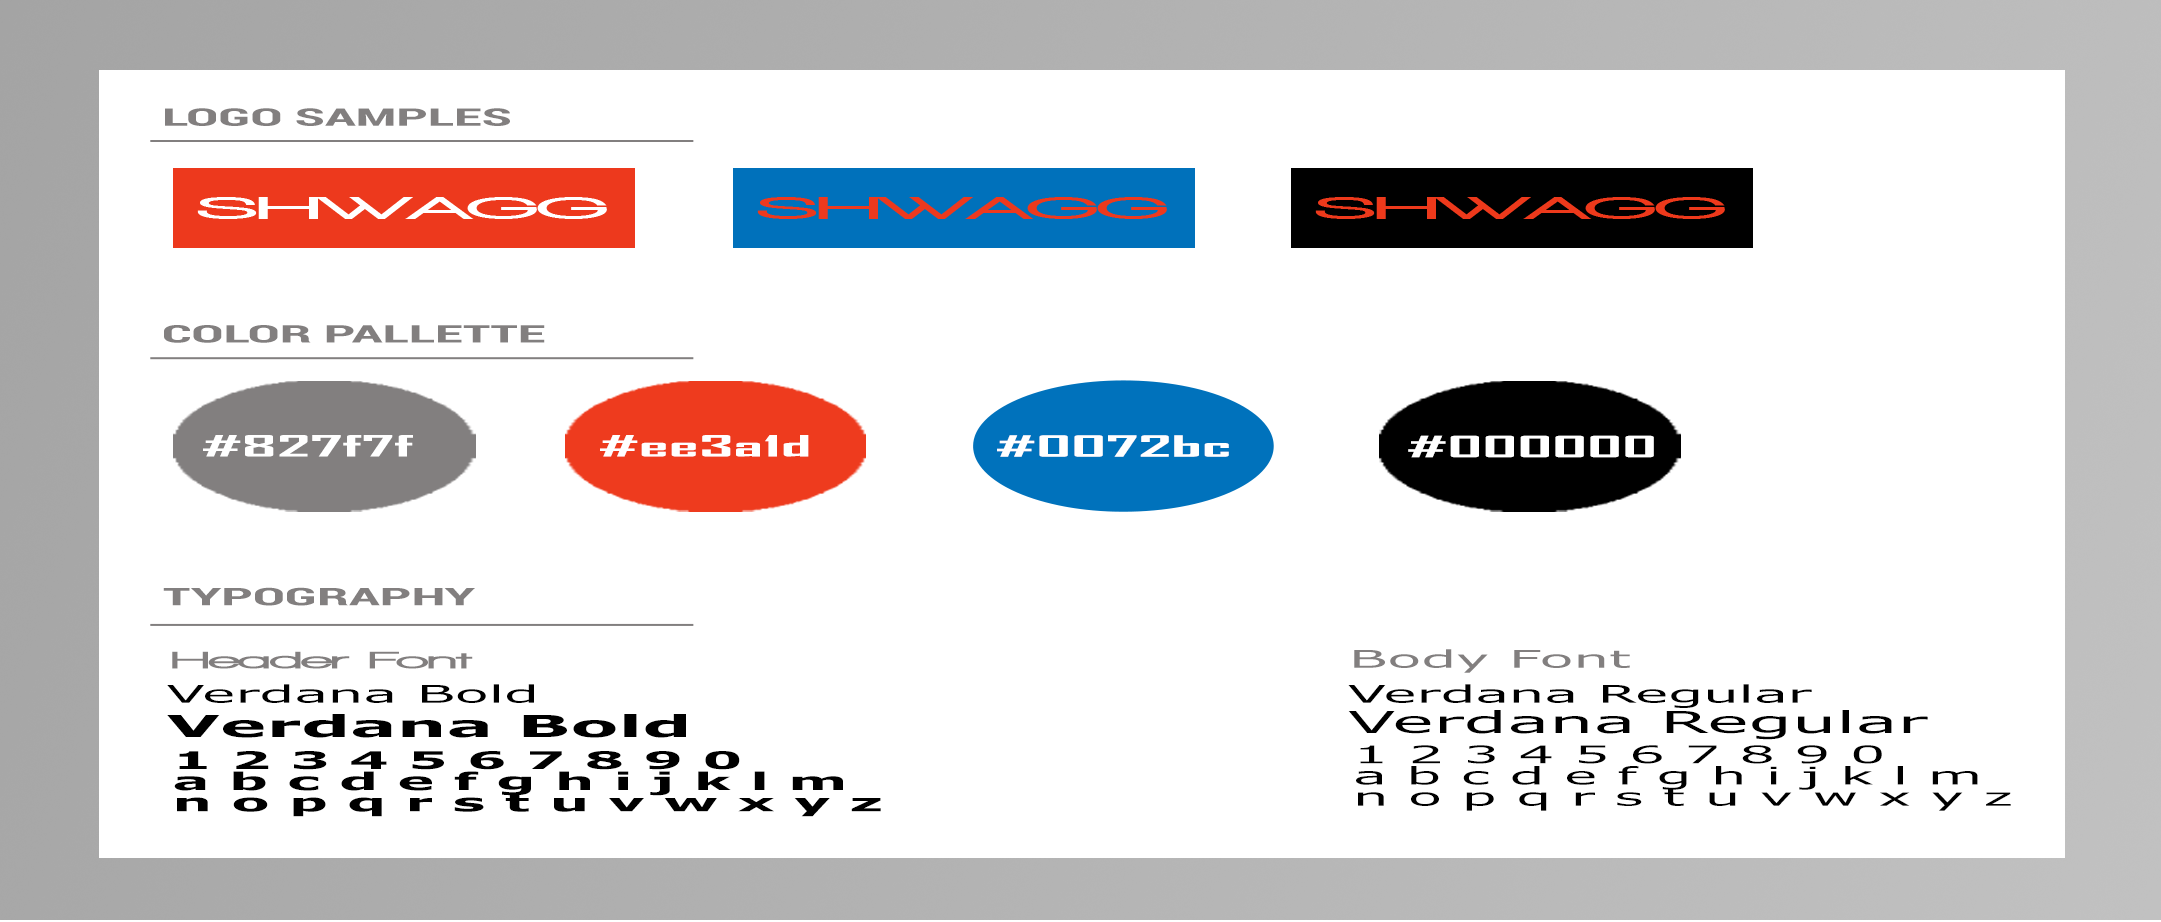 LOGO SAMPLES
SHWAGG SHWAGG SHWAGG
COLOR PALLETTE
#827f7f #ee3a1d #0072bc #000000
TYPOGRAPHY
Header Font
Verdana Bold
Verdana Bold
1 2 3 4 5 6 7 8 9 0
a b c d e f g h i j k l m
n o p q r s t u v w x y z
Body Font
Verdana Regular
Verdana Regular
1 2 3 4 5 6 7 8 9 0
a b c d e f g h i j k l m
n o p q r s t u v w x y z